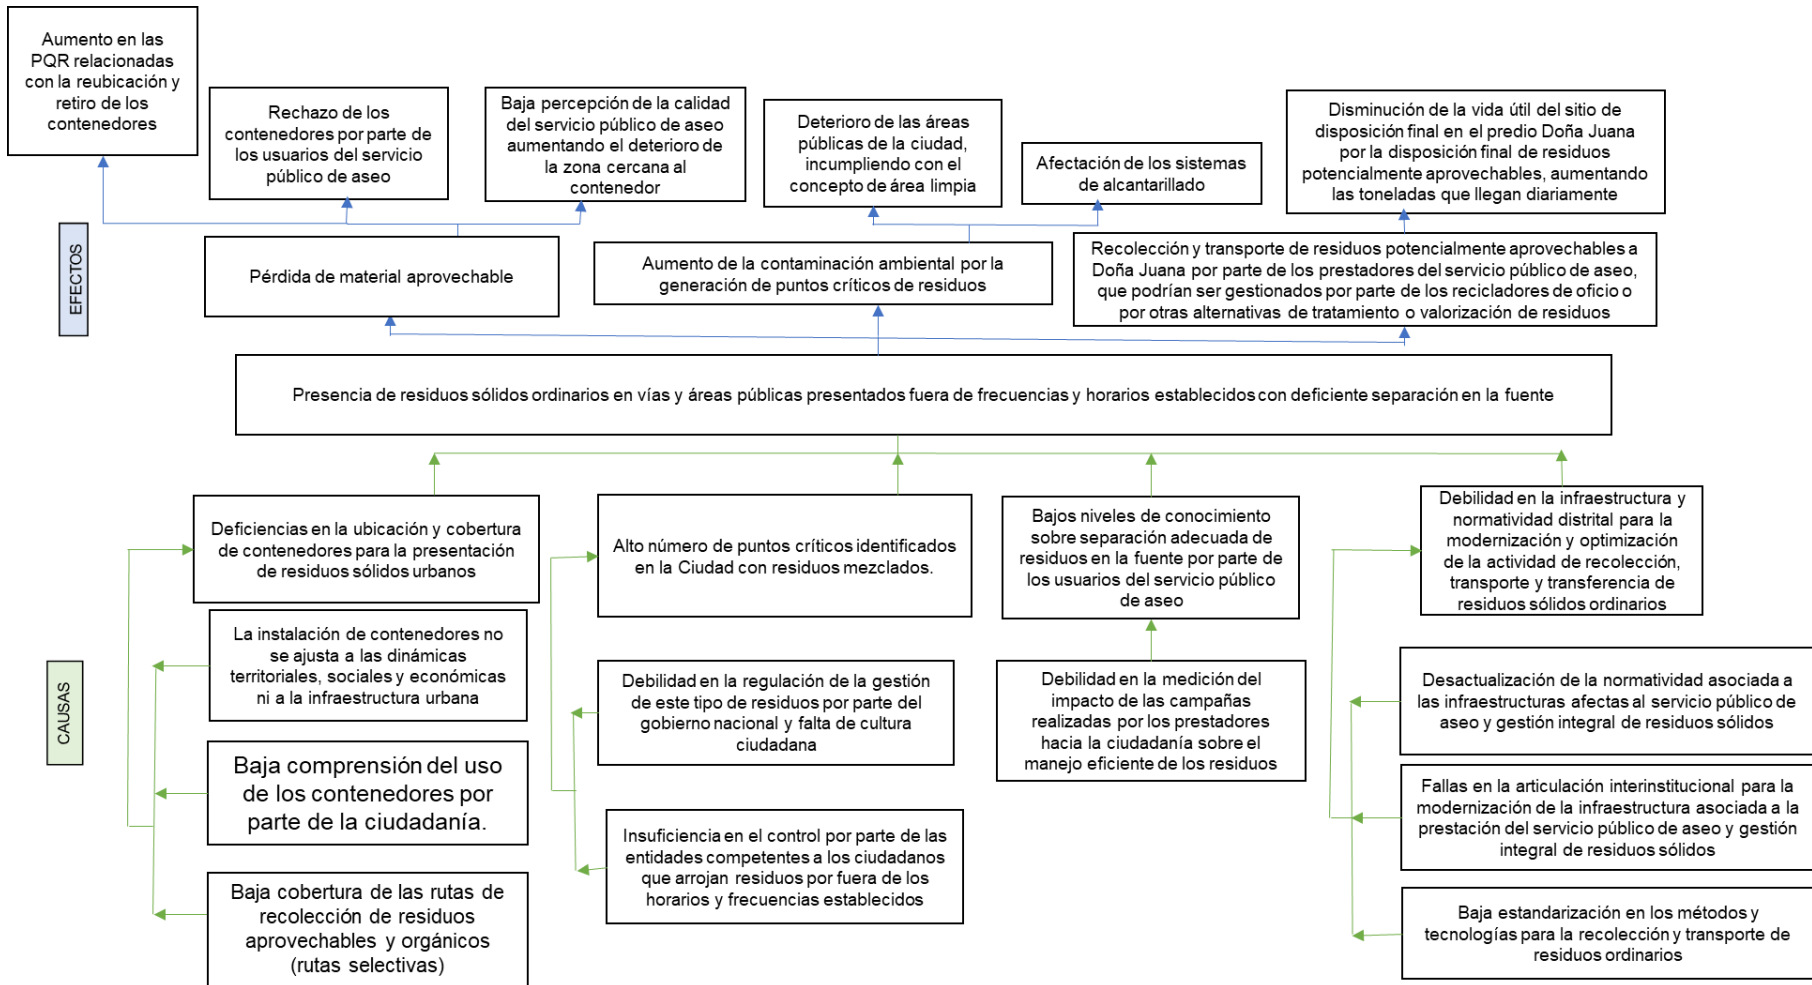 Aumento en las
PQR relacionadas
con la reubicación y
retiro de los
contenedores
Rechazo de los
contenedores por parte de
los usuarios del servicio
público de aseo
Baja percepción de la calidad
del servicio público de aseo
aumentando el deterioro de
la zona cercana al
contenedor
Deterioro de las áreas
públicas de la ciudad,
incumpliendo con el
concepto de área limpia
Afectación de los sistemas
de alcantarillado
Disminución de la vida útil del sitio de
disposición final en el predio Doña Juana
por la disposición final de residuos
potencialmente aprovechables, aumentando
las toneladas que llegan diariamente
EFECTOS
Pérdida de material aprovechable
Aumento de la contaminación ambiental por la
generación de puntos críticos de residuos
Recolección y transporte de residuos potencialmente aprovechables a
Doña Juana por parte de los prestadores del servicio público de aseo,
que podrían ser gestionados por parte de los recicladores de oficio o
por otras alternativas de tratamiento o valorización de residuos
Presencia de residuos sólidos ordinarios en vías y áreas públicas presentados fuera de frecuencias y horarios establecidos con deficiente separación en la fuente
Deficiencias en la ubicación y cobertura
de contenedores para la presentación
de residuos sólidos urbanos
Alto número de puntos críticos identificados
en la Ciudad con residuos mezclados.
Bajos niveles de conocimiento
sobre separación adecuada de
residuos en la fuente por parte de
los usuarios del servicio público
de aseo
Debilidad en la infraestructura y
normatividad distrital para la
modernización y optimización
de la actividad de recolección,
transporte y transferencia de
residuos sólidos ordinarios
CAUSAS
La instalación de contenedores no
se ajusta a las dinámicas
territoriales, sociales y económicas
ni a la infraestructura urbana
Debilidad en la regulación de la gestión
de este tipo de residuos por parte del
gobierno nacional y falta de cultura
ciudadana
Debilidad en la medición del
impacto de las campañas
realizadas por los prestadores
hacia la ciudadanía sobre el
manejo eficiente de los residuos
Desactualización de la normatividad asociada a
las infraestructuras afectas al servicio público de
aseo y gestión integral de residuos sólidos
Baja comprensión del uso
de los contenedores por
parte de la ciudadanía.
Fallas en la articulación interinstitucional para la
modernización de la infraestructura asociada a la
prestación del servicio público de aseo y gestión
integral de residuos sólidos
Insuficiencia en el control por parte de las
entidades competentes a los ciudadanos
que arrojan residuos por fuera de los
horarios y frecuencias establecidos
Baja cobertura de las rutas de
recolección de residuos
aprovechables y orgánicos
(rutas selectivas)
Baja estandarización en los métodos y
tecnologías para la recolección y transporte de
residuos ordinarios